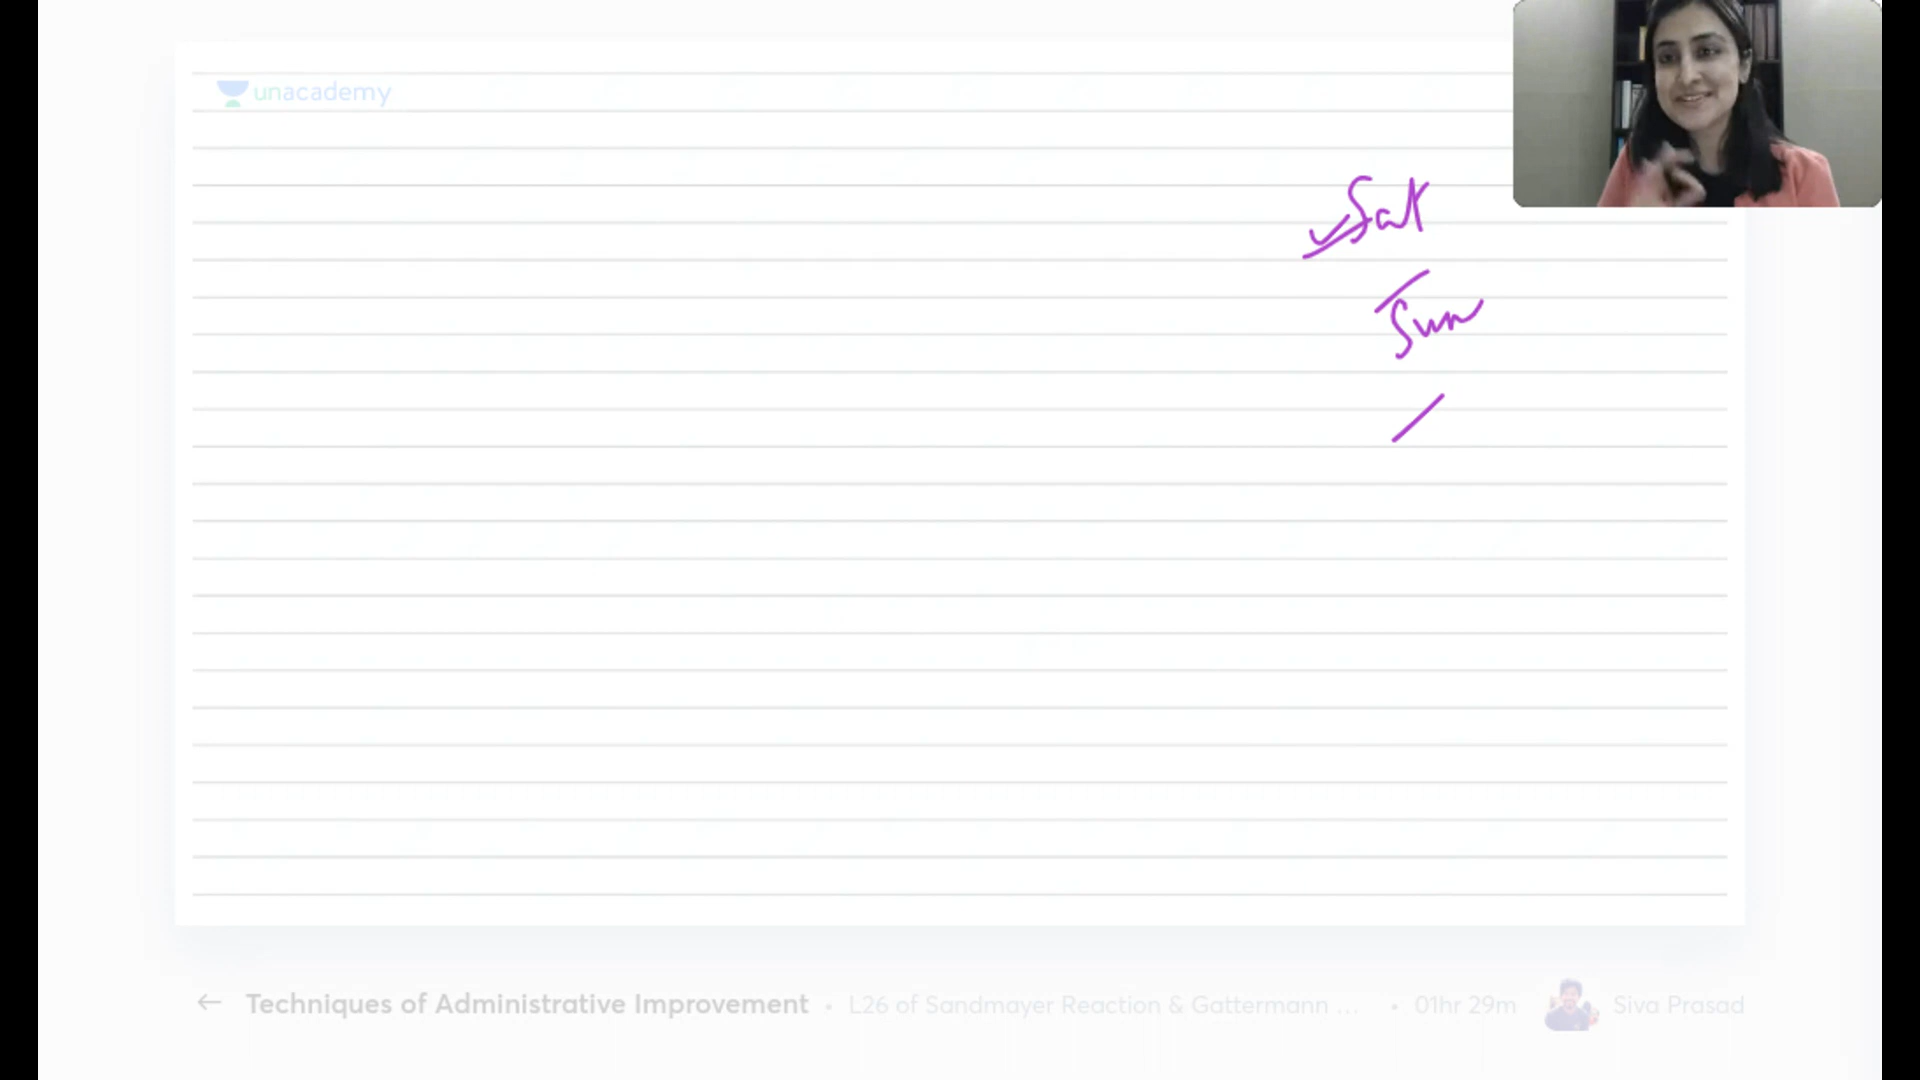 unacademy
Sat
Sun
Techniques of Administrative Improvement • L26 of Sandmayer Reaction & Gattermann ... • 01hr 29m Siva Prasad